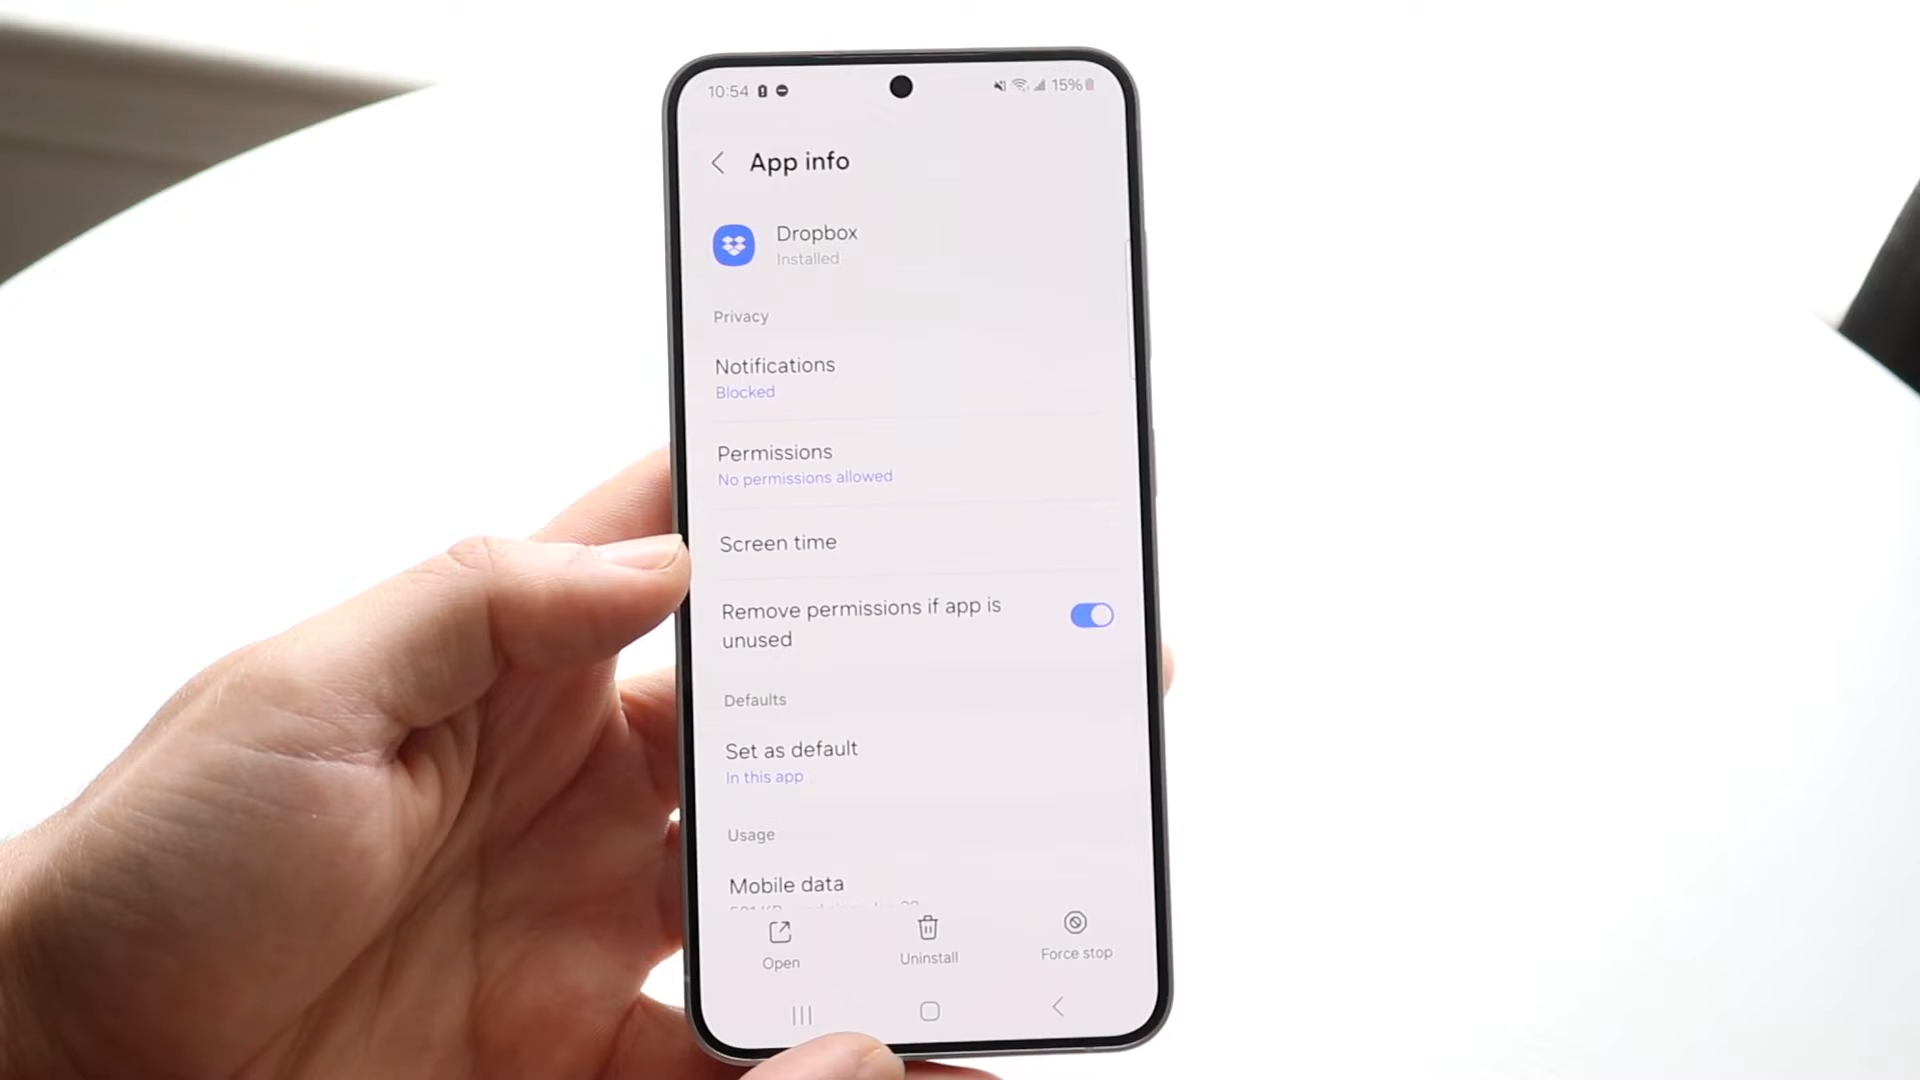 10:54
15%
App info
Dropbox
Installed
Privacy
Notifications
Blocked
Permissions
No permissions allowed
Screen time
Remove permissions if app is
unused
Defaults
Set as default
In this app
Usage
Mobile data
Open
Uninstall
Force stop